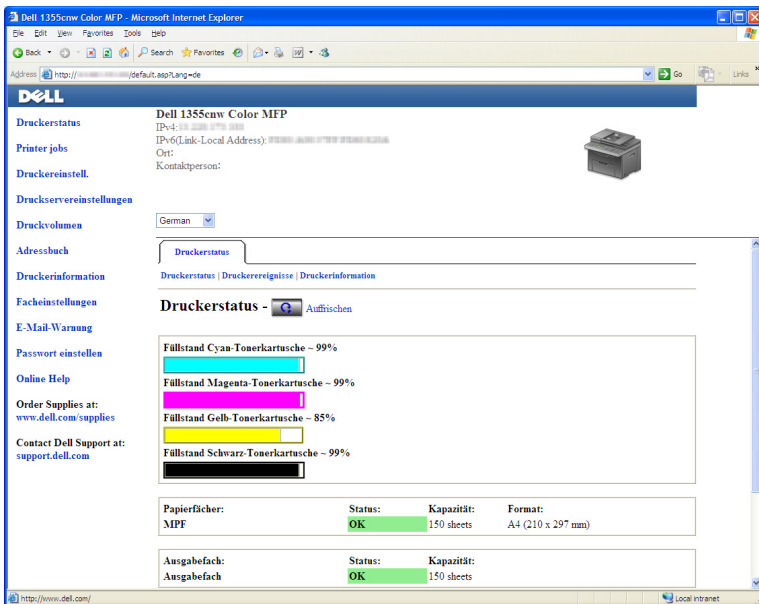 Dell 1355cnw Color MFP - Microsoft Internet Explorer
File Edit View Favorites Tools Help
Back Search Favorites
Address http:// /default.asp?Lang=de Go Links
DELL
Dell 1355cnw Color MFP
IPv4:
IPv6(Link-Local Address):
Ort:
Kontaktperson:
German
Druckerstatus
Printer jobs
Druckereinstell.
Druckservereinstellungen
Druckvolumen
Adressbuch
Druckerinformation
Facheinstellungen
E-Mail-Warnung
Passwort einstellen
Online Help
Order Supplies at:
www.dell.com/supplies
Contact Dell Support at:
support.dell.com
Druckerstatus
Druckerstatus | Druckerereignisse | Druckerinformation
Druckerstatus - Auffrischen
Füllstand Cyan-Tonerkartusche ~ 99%
Füllstand Magenta-Tonerkartusche ~ 99%
Füllstand Gelb-Tonerkartusche ~ 85%
Füllstand Schwarz-Tonerkartusche ~ 99%
Papierfächer: Status: Kapazität: Format:
MPF OK 150 sheets A4 (210 x 297 mm)
Ausgabefach: Status: Kapazität:
Ausgabefach OK 150 sheets
http://www.dell.com/ Local intranet